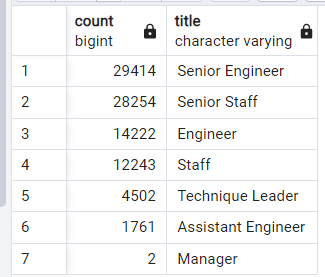 count title
bigint character varying
1 29414 Senior Engineer
2 28254 Senior Staff
3 14222 Engineer
4 12243 Staff
5 4502 Technique Leader
6 1761 Assistant Engineer
7 2 Manager